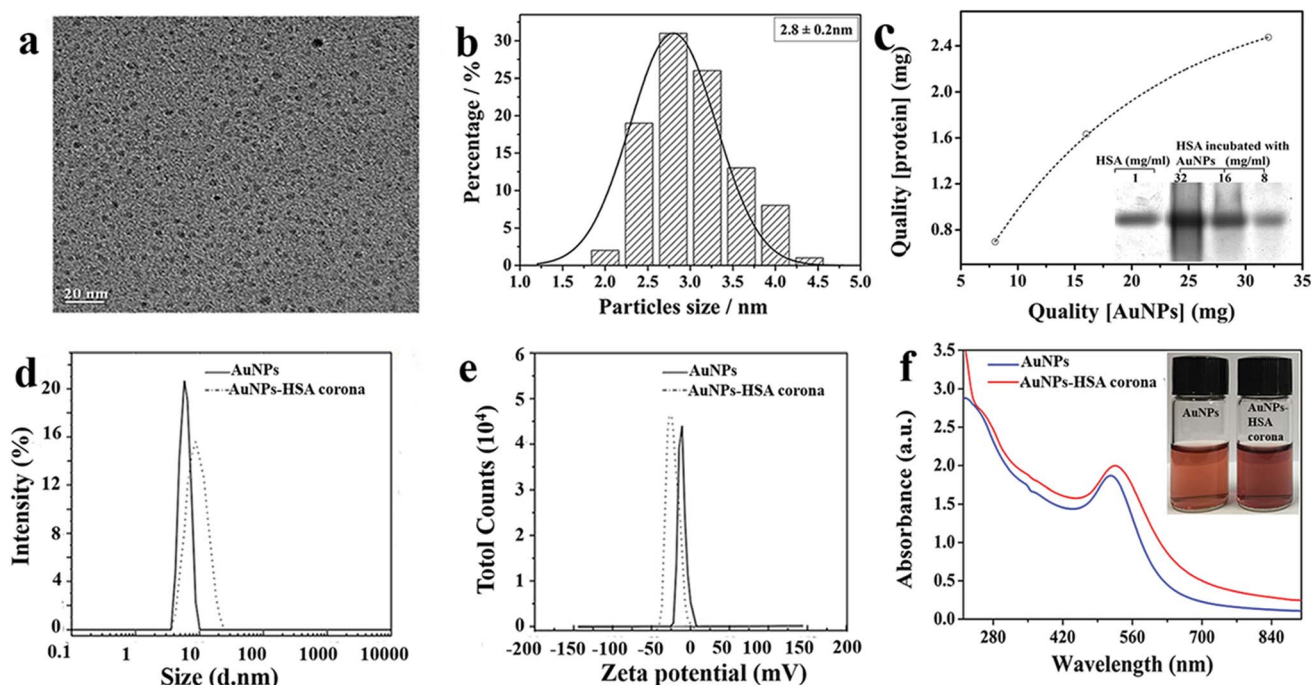 a
20 nm
b
2.8 ± 0.2nm
Percentage / %
30
25
20
15
10
5
0
1.0 1.5 2.0 2.5 3.0 3.5 4.0 4.5 5.0
Particles size / nm
c
Quality [protein] (mg)
2.4
1.6
1.2
0.8
HSA incubated with
HSA (mg/ml) AuNPs (mg/ml)
1 32 16 8
5 10 15 20 25 30 35
Quality [AuNPs] (mg)
d
AuNPs
AuNPs-HSA corona
Intensity (%)
20
16
12
8
4
0
0.1 1 10 100 1000 10000
Size (d.nm)
e
AuNPs
AuNPs-HSA corona
Totol Counts (10⁴)
6
5
4
3
2
1
0
-200 -150 -100 -50 0 50 100 150 200
Zeta potential (mV)
f
AuNPs
AuNPs-HSA corona
Absorbance (a.u.)
3.5
3.0
2.5
2.0
1.5
1.0
0.5
0.0
AuNPs
AuNPs-
HSA
corona
280 420 560 700 840
Wavelength (nm)